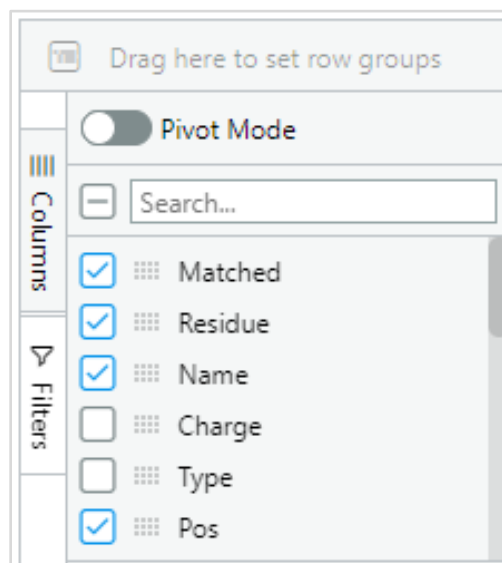 Drag here to set row groups
Pivot Mode
Columns
Search...
Matched
Residue
Name
Filters
Charge
Type
Pos